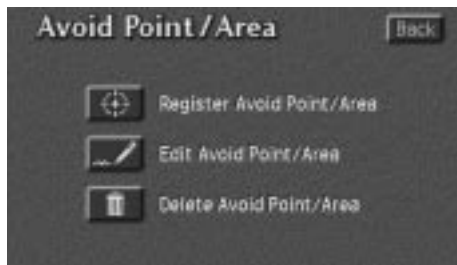 Avoid Point/Area
Back
Register Avoid Point/Area
Edit Avoid Point/Area
Delete Avoid Point/Area